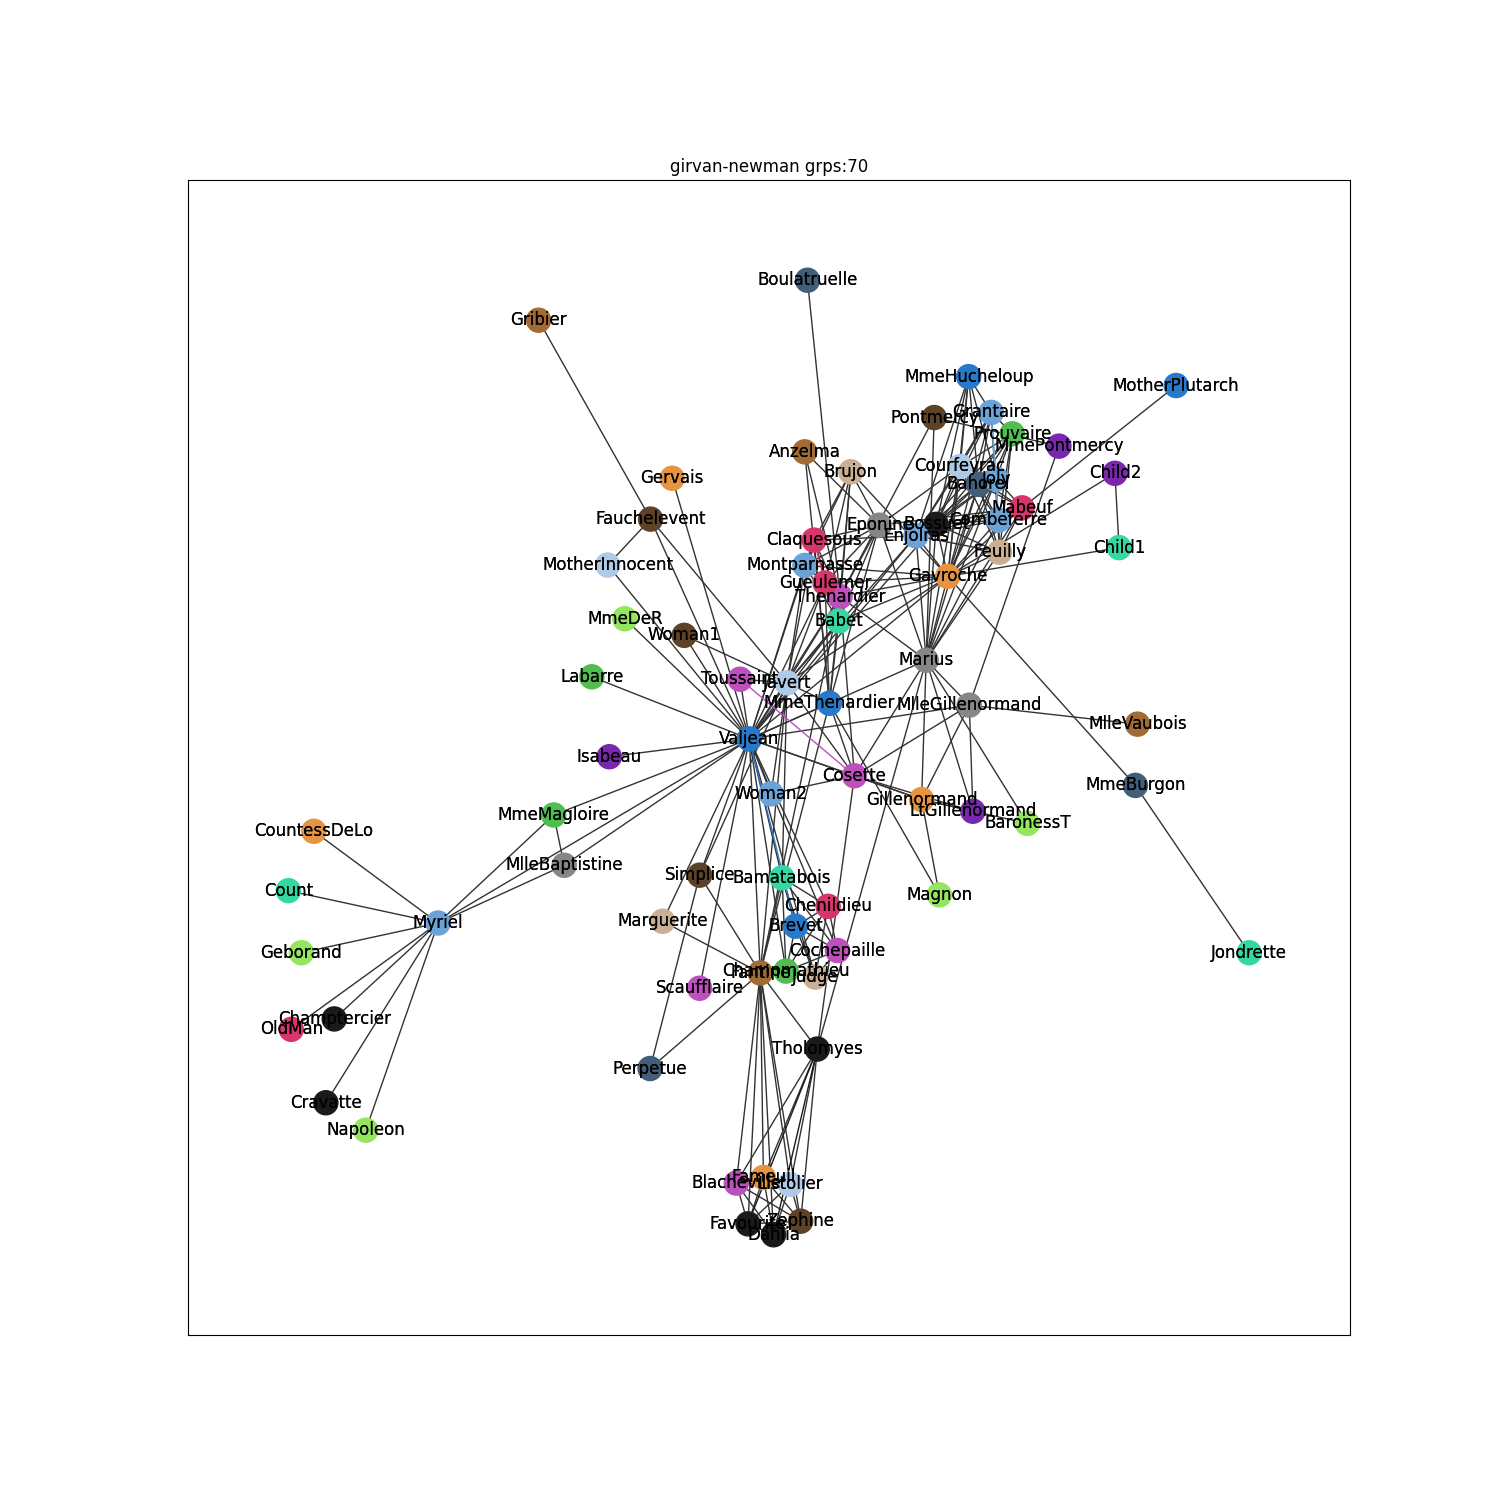 girvan-newman grps:70
Boulatruelle
Gribier
MmeHucheloup
MotherPlutarch
Grantaire
Pontmercy
Prouvaire
MmePontmercy
Anzelma
Brujon
Courfeyrac
Child2
Gervais
Joly
Bahorel
Mabeuf
Fauchelevent
Eponine
Bossuet
Combeferre
Enjolras
Claquesous
Child1
Feuilly
MotherInnocent
Montparnasse
Gavroche
Gueulemer
Thenardier
MmeDeR
Babet
Woman1
Marius
Labarre
Toussaint
Javert
MmeThenardier
MlleGillenormand
MlleVaubois
Valjean
Isabeau
Cosette
MmeBurgon
Woman2
Gillenormand
LtGillenormand
MmeMagloire
BaronessT
CountessDeLo
MlleBaptistine
Simplice
Bamatabois
Count
Magnon
Chenildieu
Marguerite
Myriel
Brevet
Cochepaille
Geborand
Jondrette
Champmathieu
Fantine
Judge
Scaufflaire
Champtercier
OldMan
Tholomyes
Perpetue
Cravatte
Napoleon
Fameuil
Blacheville
Listolier
Favourite
Zephine
Dahlia